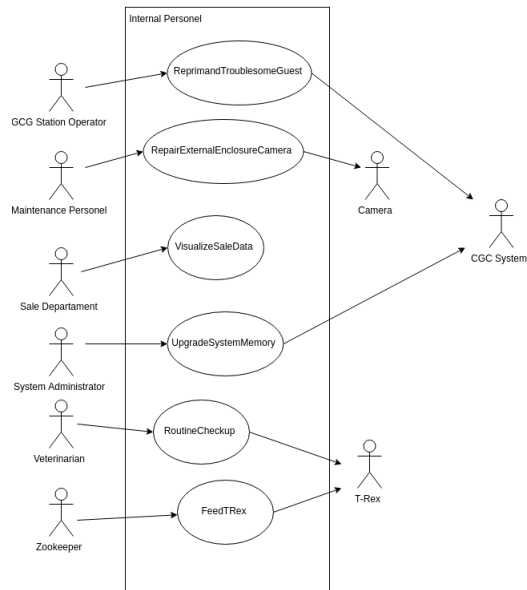 Internal Personel
ReprimandTroublesomeGuest
GCG Station Operator
RepairExternalEnclosureCamera
Maintenance Personel
Camera
VisualizeSaleData
CGC System
Sale Departament
UpgradeSystemMemory
System Administrator
RoutineCheckup
Veterinarian
T-Rex
FeedTRex
Zookeeper